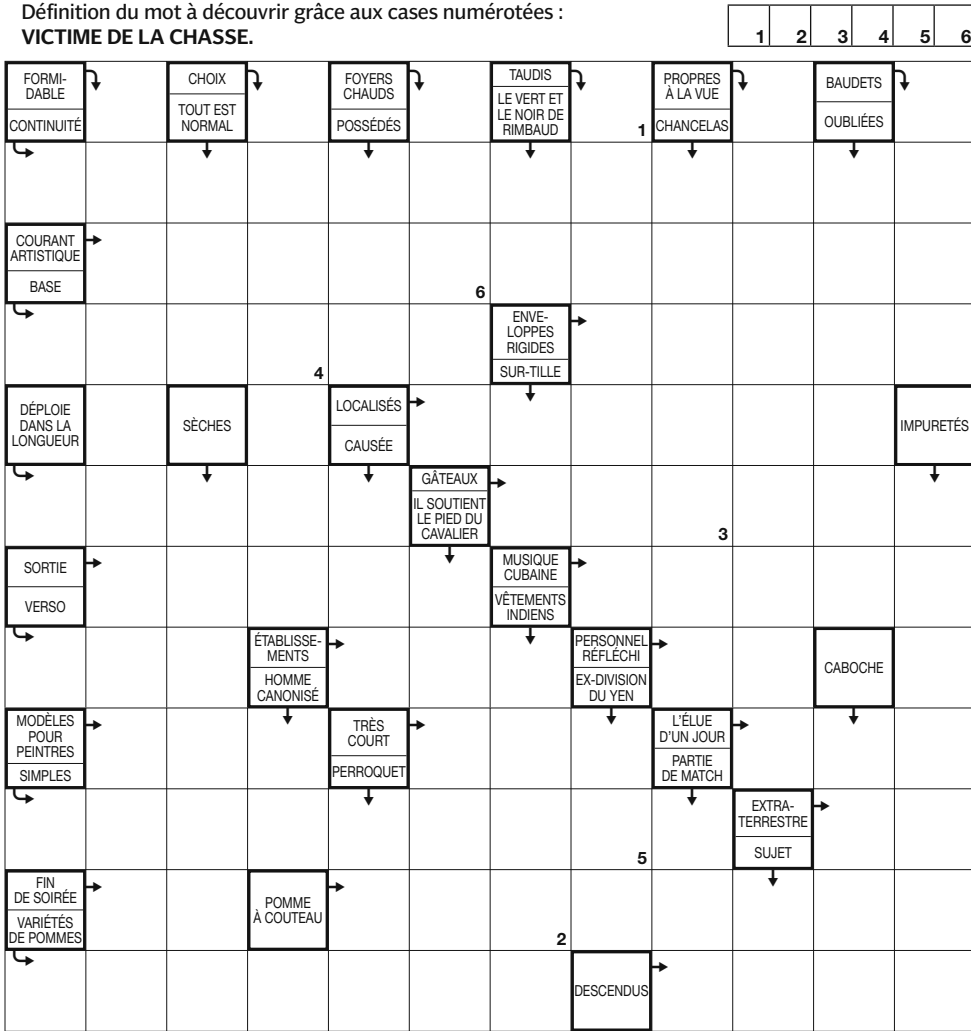 Définition du mot à découvrir grâce aux cases numérotées :
VICTIME DE LA CHASSE.
1 2 3 4 5 6
FORMI-
DABLE
CONTINUITÉ
CHOIX
TOUT EST
NORMAL
FOYERS
CHAUDS
POSSÉDÉS
TAUDIS
LE VERT ET
LE NOIR DE
RIMBAUD
1
PROPRES
À LA VUE
CHANCELAS
BAUDETS
OUBLIÉES
COURANT
ARTISTIQUE
BASE
6
4
ENVE-
LOPPES
RIGIDES
SUR-TILLE
DÉPLOIE
DANS LA
LONGUEUR
SÈCHES
LOCALISÉS
CAUSÉE
IMPURETÉS
GÂTEAUX
IL SOUTIENT
LE PIED DU
CAVALIER
3
SORTIE
VERSO
MUSIQUE
CUBAINE
VÊTEMENTS
INDIENS
ÉTABLISSE-
MENTS
HOMME
CANONISÉ
PERSONNEL
RÉFLÉCHI
EX-DIVISION
DU YEN
CABOCHE
MODÈLES
POUR
PEINTRES
SIMPLES
TRÈS
COURT
PERROQUET
L'ÉLUE
D'UN JOUR
PARTIE
DE MATCH
5
EXTRA-
TERRESTRE
SUJET
FIN
DE SOIRÉE
VARIÉTÉS
DE POMMES
POMME
À COUTEAU
2
DESCENDUS